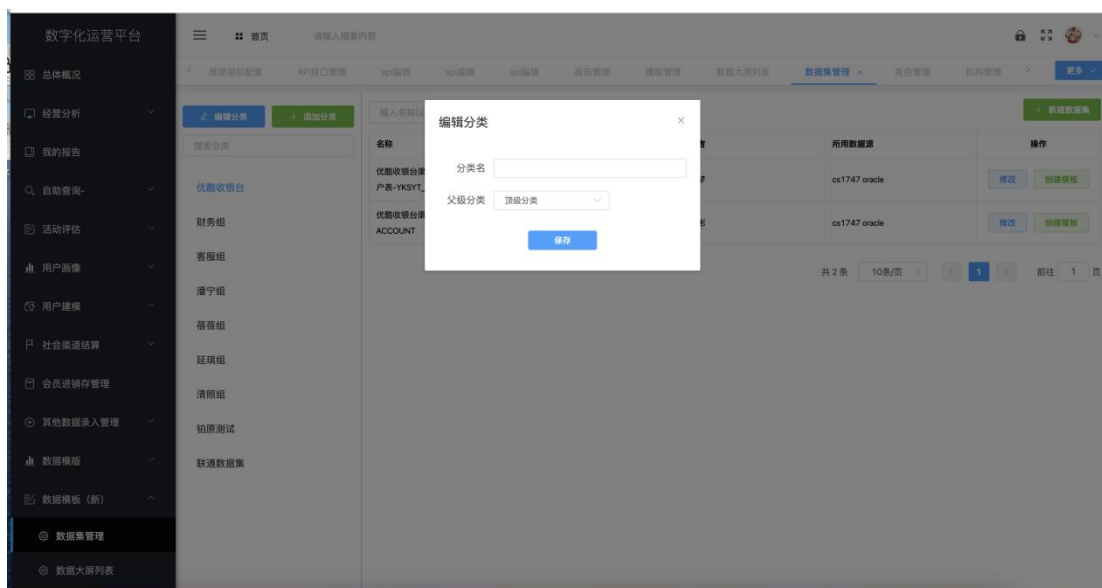 数字化运营平台
首页
请输入搜索内容
总体概况
经营分析
我的报告
自助查询-
活动评估
用户画像
用户建模
社会渠道结算
会员进销存管理
其他数据录入管理
数据模版
数据模板（新）
数据集管理
数据大屏列表
维度指标配置 API接口管理 api编辑 api编辑 api编辑 报告管理 模板管理 数据大屏列表 数据集管理 × 角色管理 机构管理 更多
编辑分类 + 添加分类
搜索分类
优酷收银台
财务组
客服组
潘宁组
蓓蓓组
延琪组
清照组
铂原测试
联通数据集
输入名称以
+ 新建数据集
名称 所用数据源 操作
优酷收银台渠
户表-YKSYT_
cs1747 oracle 修改 创建模板
优酷收银台渠
ACCOUNT
cs1747 oracle 修改 创建模板
共 2 条 10条/页 1 前往 1 页
编辑分类 ×
分类名
父级分类 顶级分类
保存